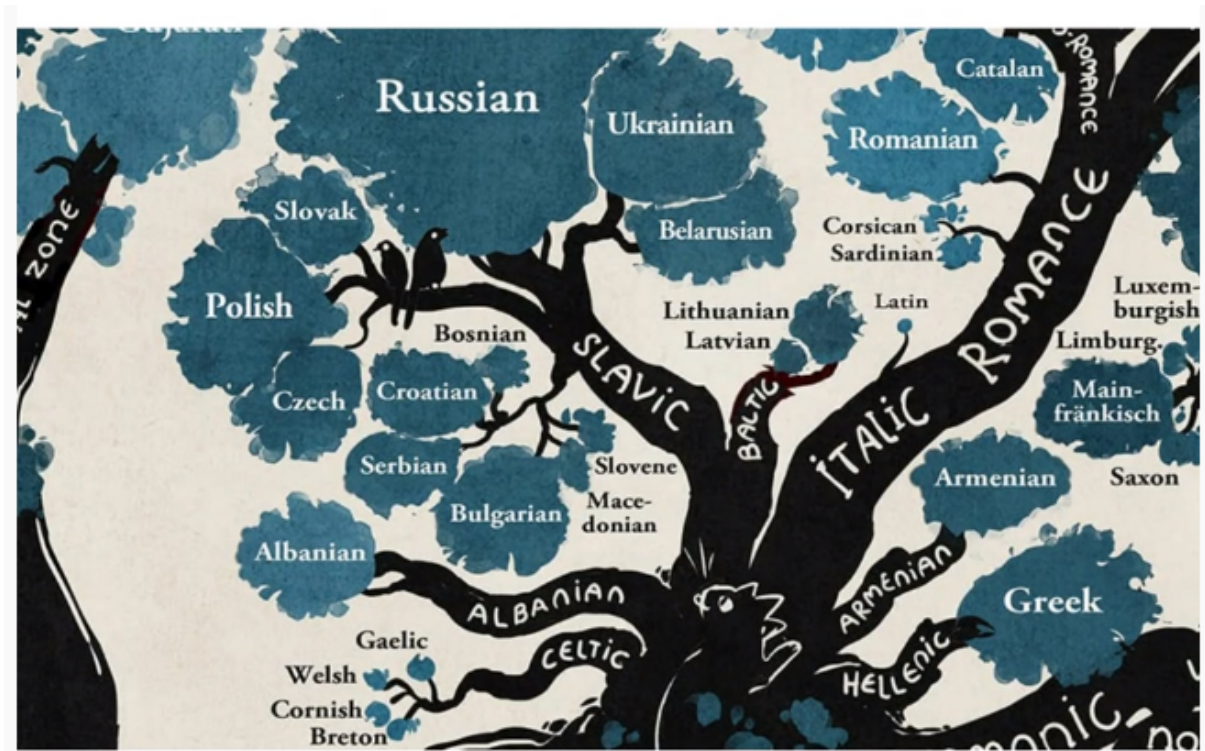 Gujarati
Russian
Ukrainian
Catalan
Romanian
Slovak
Belarusian
Corsican
Sardinian
ROMANCE
ZONE
Polish
Lithuanian
Latvian
Latin
Luxem-
burgish
Limburg.
Bosnian
SLAVIC
BALTIC
Croatian
Czech
Main-
fränkisch
ITALIC
Serbian
Slovene
Armenian
Saxon
Bulgarian
Mace-
donian
Albanian
ALBANIAN
ARMENIAN
Greek
Gaelic
CELTIC
Welsh
HELLENIC
Cornish
Breton